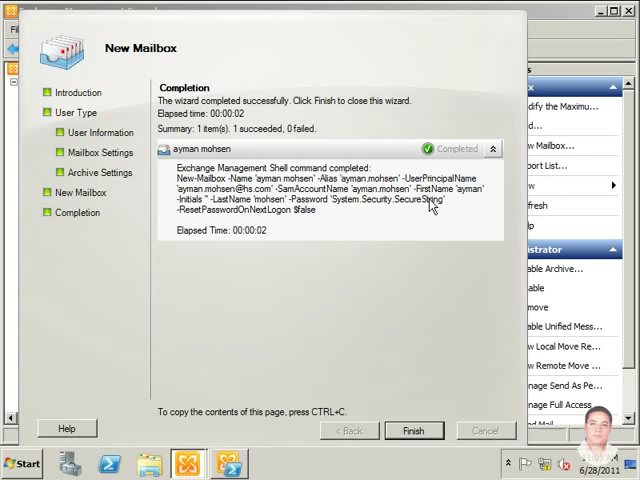 New Mailbox
Introduction
User Type
User Information
Mailbox Settings
Archive Settings
New Mailbox
Completion
Completion
The wizard completed successfully. Click Finish to close this wizard.
Elapsed time: 00:00:02
Summary: 1 item(s). 1 succeeded, 0 failed.
ayman mohsen
Completed
Exchange Management Shell command completed:
New-Mailbox -Name 'ayman mohsen' -Alias 'ayman.mohsen' -UserPrincipalName
'ayman.mohsen@hs.com' -SamAccountName 'ayman.mohsen' -FirstName 'ayman'
-Initials '' -LastName 'mohsen' -Password 'System.Security.SecureString'
-ResetPasswordOnNextLogon $false
Elapsed Time: 00:00:02
To copy the contents of this page, press CTRL+C.
Help
< Back
Finish
Cancel
dify the Maximu...
d...
w Mailbox...
port List...
w
fresh
lp
istrator
able Archive...
able
move
able Unified Mess...
w Local Move Re...
w Remote Move ...
nage Send As Pe...
nage Full Access...
d Mail...
Start
11:05 AM
6/28/2011